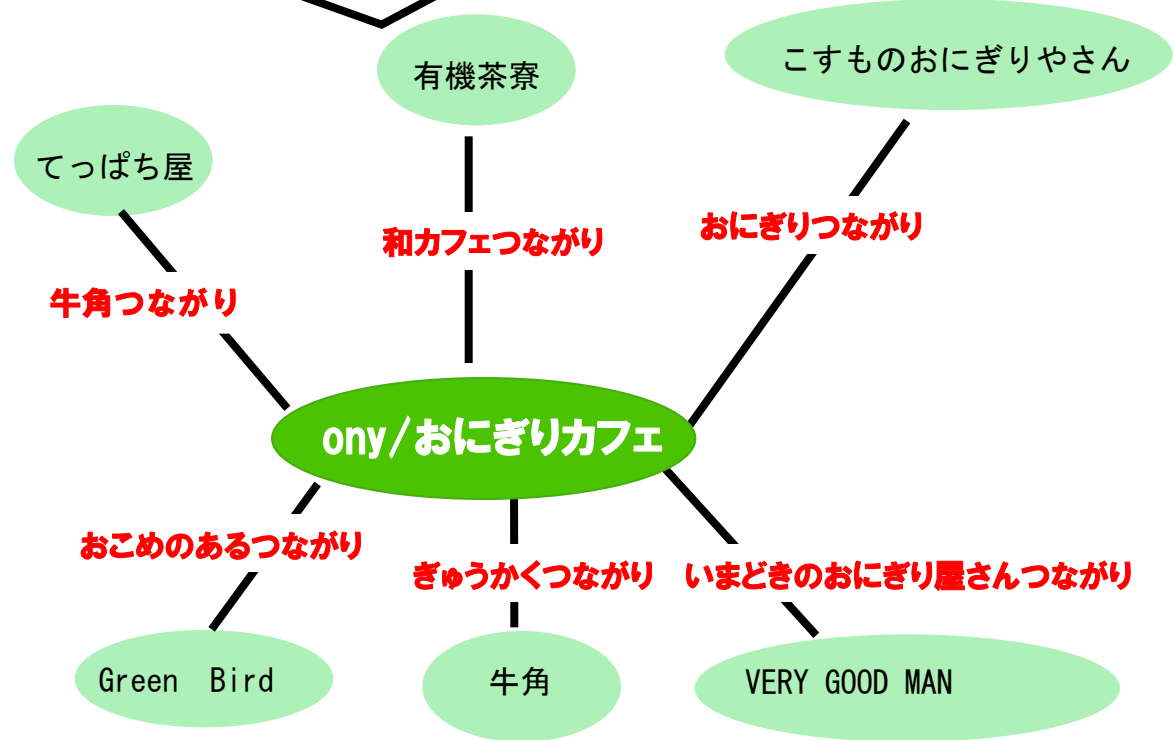 有機茶寮
こすものおにぎりやさん
てっぱち屋
和カフェつながり
おにぎりつながり
牛角つながり
ony/おにぎりカフェ
おこめのあるつながり
ぎゅうかくつながり
いまどきのおにぎり屋さんつながり
Green　Bird
牛角
VERY GOOD MAN